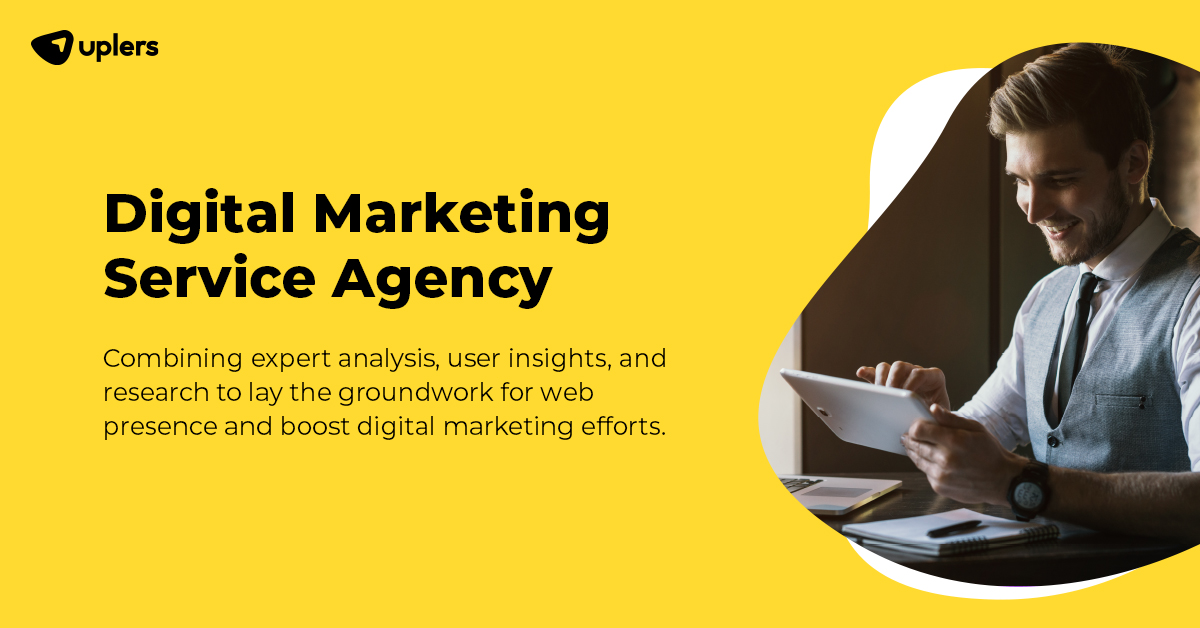 uplers
Digital Marketing
Service Agency
Combining expert analysis, user insights, and
research to lay the groundwork for web
presence and boost digital marketing efforts.